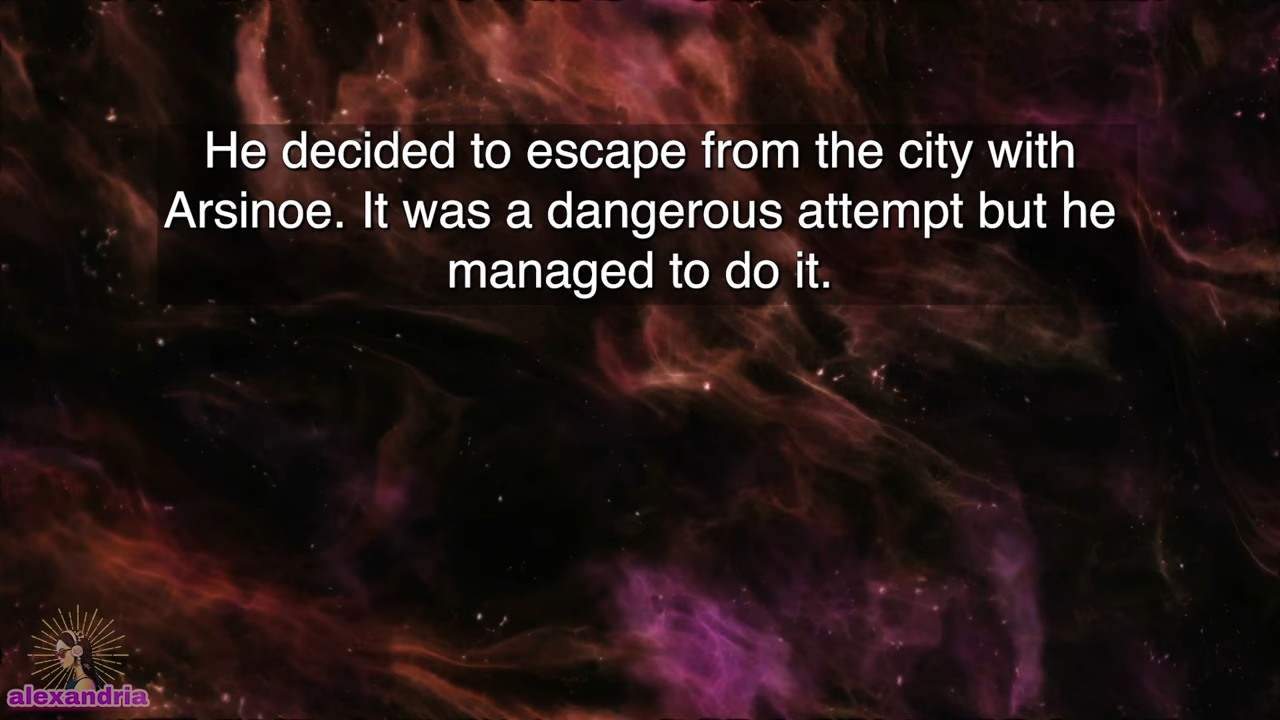 He decided to escape from the city with
Arsinoe. It was a dangerous attempt but he
managed to do it.
alexandria